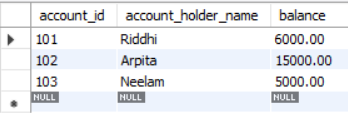 account_id account_holder_name balance
101 Riddhi 6000.00
102 Arpita 15000.00
103 Neelam 5000.00
NULL NULL NULL